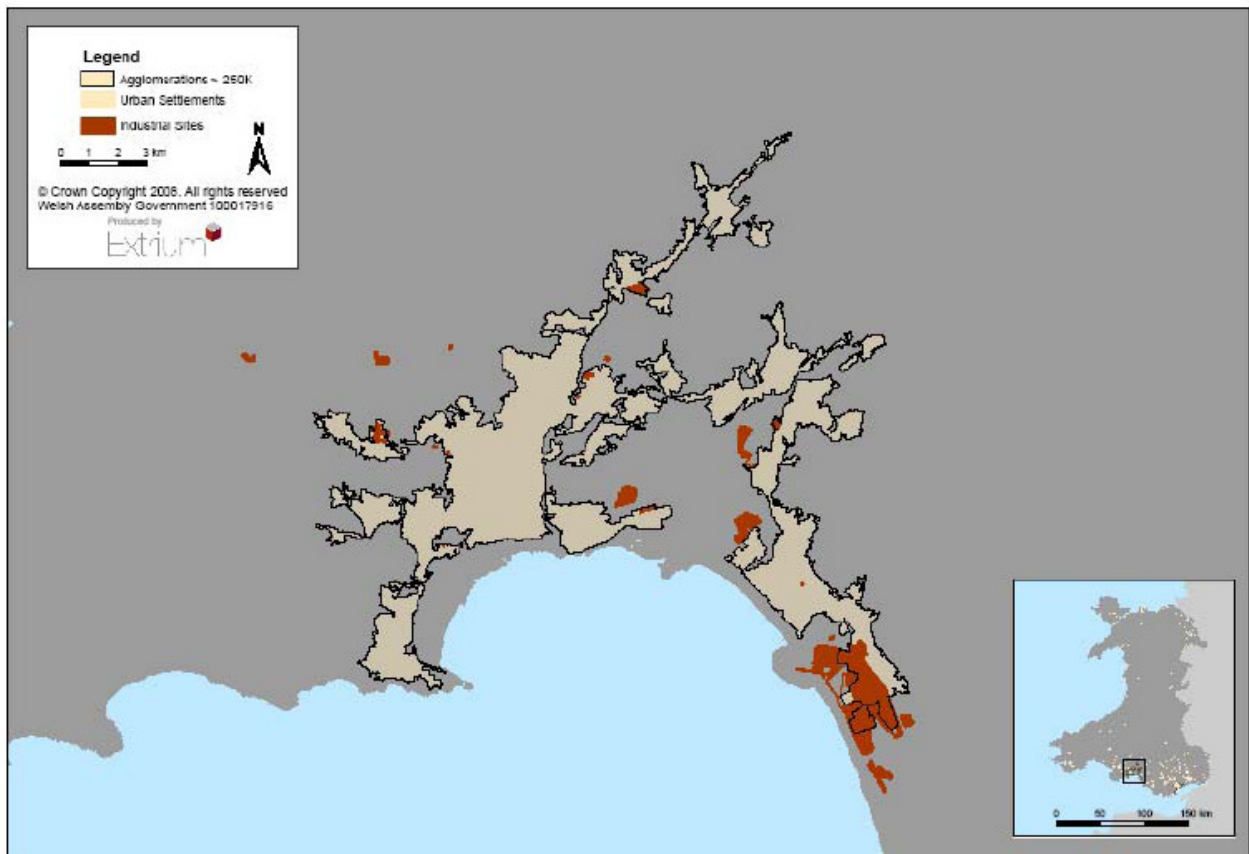 Legend
Agglomerations ~ 250K
Urban Settlements
Industrial Sites
N
0 1 2 3 km
© Crown Copyright 2006. All rights reserved
Welsh Assembly Government 100017916
Produced by
Extrium
0 50 100 150 km